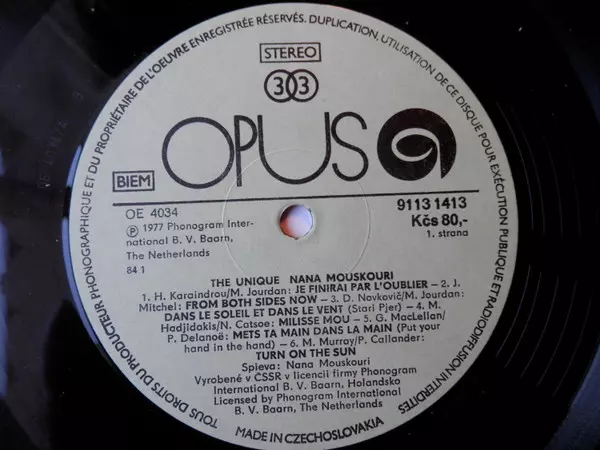 TOUS DROITS DU PRODUCTEUR PHONOGRAPHIQUE ET DU PROPRIÉTAIRE DE L'OEUVRE ENREGISTRÉE RÉSERVÉS. DUPLICATION, UTILISATION DE CE DISQUE POUR EXÉCUTION PUBLIQUE ET RADIODIFFUSION INTERDITES
STEREO
33
OPUS
BIEM
OE 4034
Ⓟ 1977 Phonogram Inter-
national B. V. Baarn,
The Netherlands
84 1
9113 1413
Kčs 80,-
1. strana
THE UNIQUE NANA MOUSKOURI
1. H. Karaindrou/M. Jourdan: JE FINIRAI PAR L'OUBLIER – 2. J.
Mitchel: FROM BOTH SIDES NOW – 3. D. Navkovič/M. Jourdan:
DANS LE SOLEIL ET DANS LE VENT (Stari Pjer) – 4. M.
Hadjidakis/N. Catsoe: MILISSE MOU – 5. G. MacLellan/
P. Delanoë: METS TA MAIN DANS LA MAIN (Put your
hand in the hand) – 6. M. Murray/P. Callander:
TURN ON THE SUN
Spieva: Nana Mouskouri
Vyrobené v ČSSR v licencii firmy Phonogram
International B. V. Baarn, Holandsko
Licensed by Phonogram International
B. V. Baarn, The Netherlands
MADE IN CZECHOSLOVAKIA